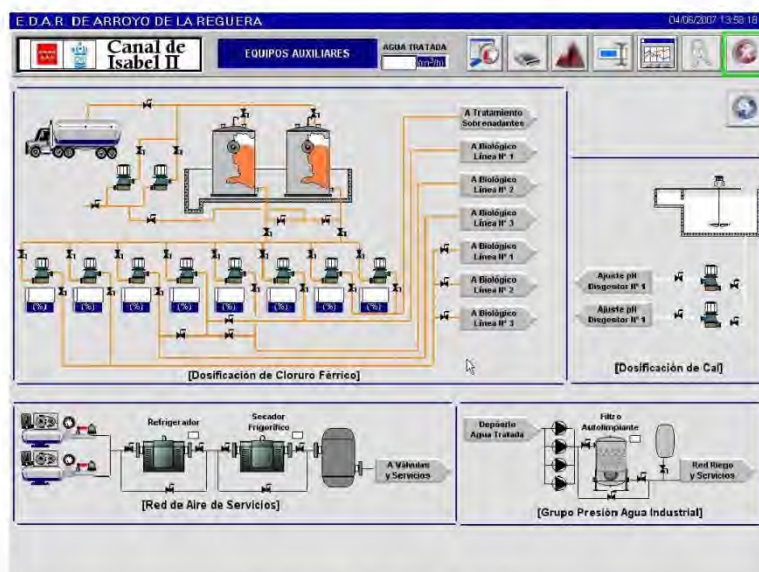 E.D.A.R. DE ARROYO DE LA REGUERA
04/06/2007 13:58:18
Canal de
Isabel II
EQUIPOS AUXILIARES
AGUA TRATADA
(m³/h)
A Tratamiento
Sobrenadantes
A Biológico
Línea Nº 1
A Biológico
Línea Nº 2
A Biológico
Línea Nº 3
A Biológico
Línea Nº 1
A Biológico
Línea Nº 2
A Biológico
Línea Nº 3
(%) (%) (%) (%) (%) (%) (%) (%)
[Dosificación de Cloruro Férrico]
Ajuste pH
Disgestor Nº 1
Ajuste pH
Disgestor Nº 1
[Dosificación de Cal]
Refrigerador
Secador
Frigorífico
A Válvulas
y Servicios
[Red de Aire de Servicios]
Depósito
Agua Tratada
Filtro
Autolimpiante
Red Riego
y Servicios
[Grupo Presión Agua Industrial]